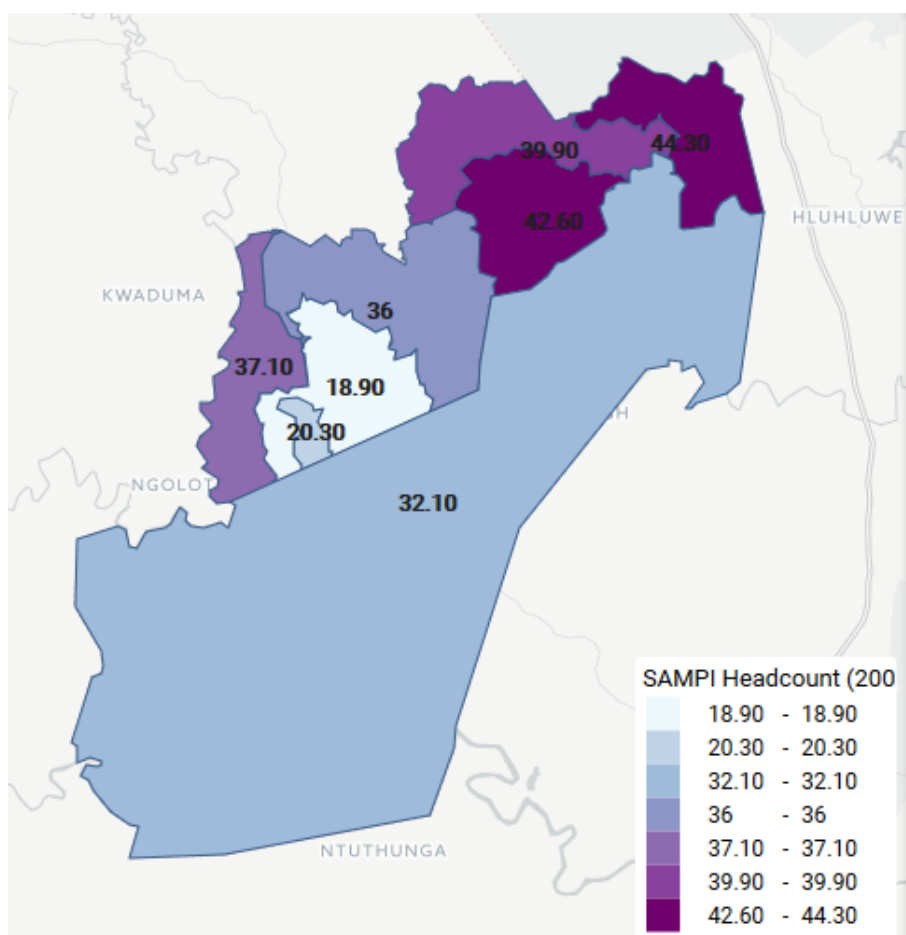 39.90
44.30
HLUHLUWE
42.60
KWADUMA
36
37.10
18.90
20.30
NGOLOT
32.10
SAMPI Headcount (200
18.90 - 18.90
20.30 - 20.30
32.10 - 32.10
36 - 36
37.10 - 37.10
39.90 - 39.90
42.60 - 44.30
NTUTHUNGA